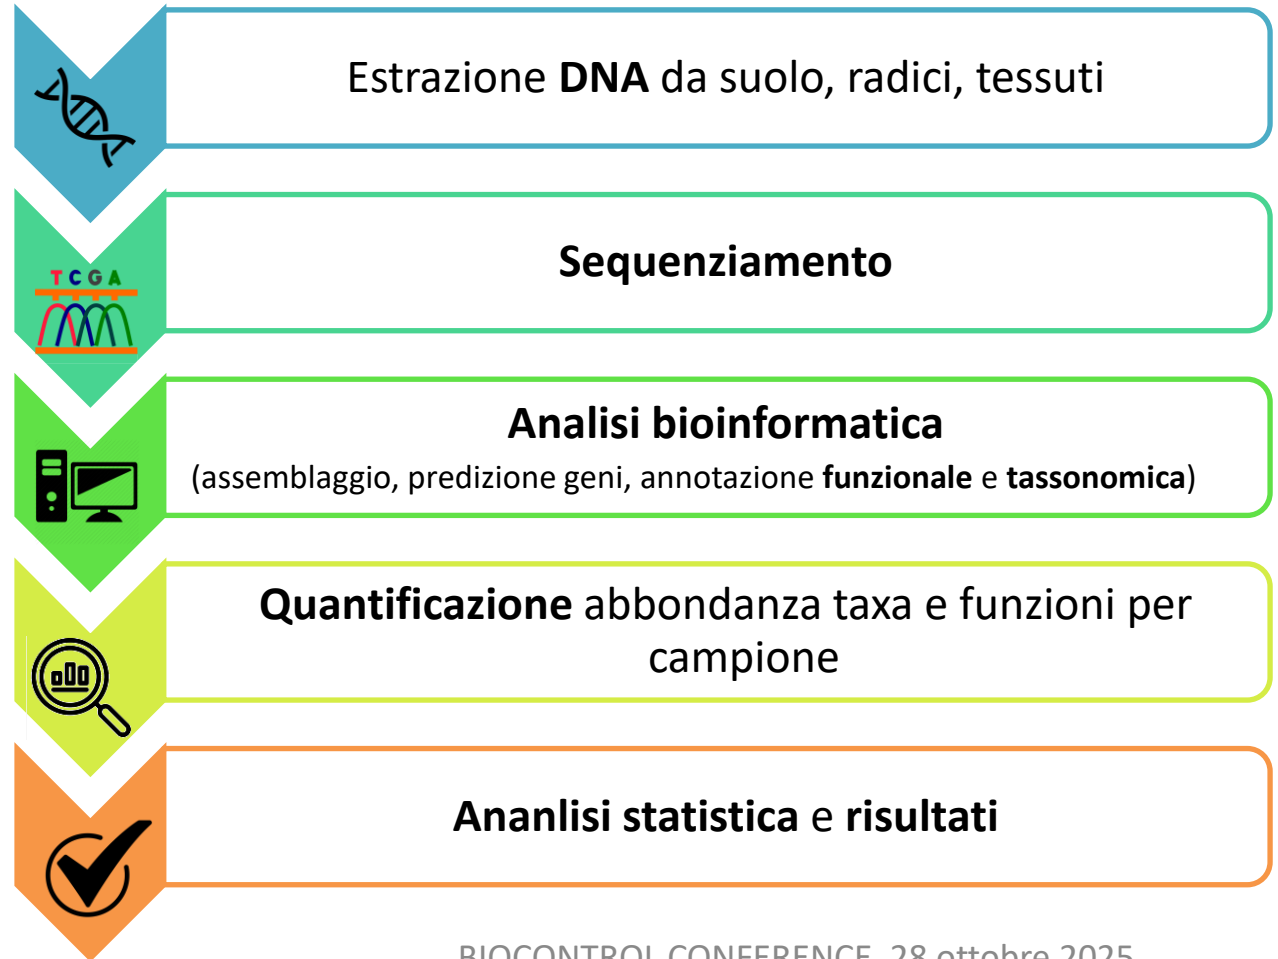 Estrazione DNA da suolo, radici, tessuti
T C G A
Sequenziamento
Analisi bioinformatica
(assemblaggio, predizione geni, annotazione funzionale e tassonomica)
Quantificazione abbondanza taxa e funzioni per
campione
Ananlisi statistica e risultati
BIOCONTROL CONFERENCE, 28 ottobre 2025